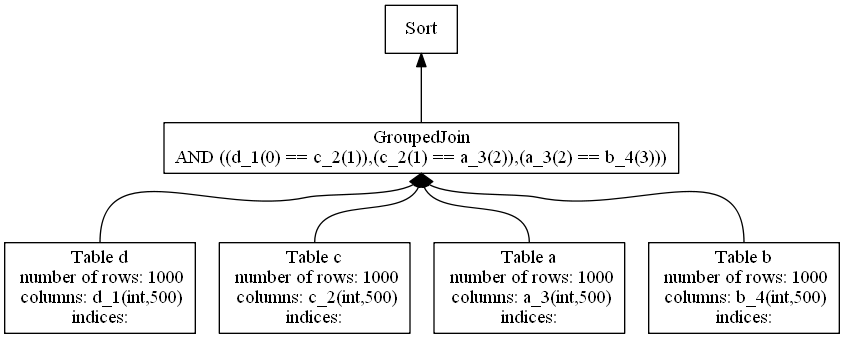 Sort
GroupedJoin
AND ((d_1(0) == c_2(1)),(c_2(1) == a_3(2)),(a_3(2) == b_4(3)))
Table d
number of rows: 1000
columns: d_1(int,500)
indices:
Table c
number of rows: 1000
columns: c_2(int,500)
indices:
Table a
number of rows: 1000
columns: a_3(int,500)
indices:
Table b
number of rows: 1000
columns: b_4(int,500)
indices: